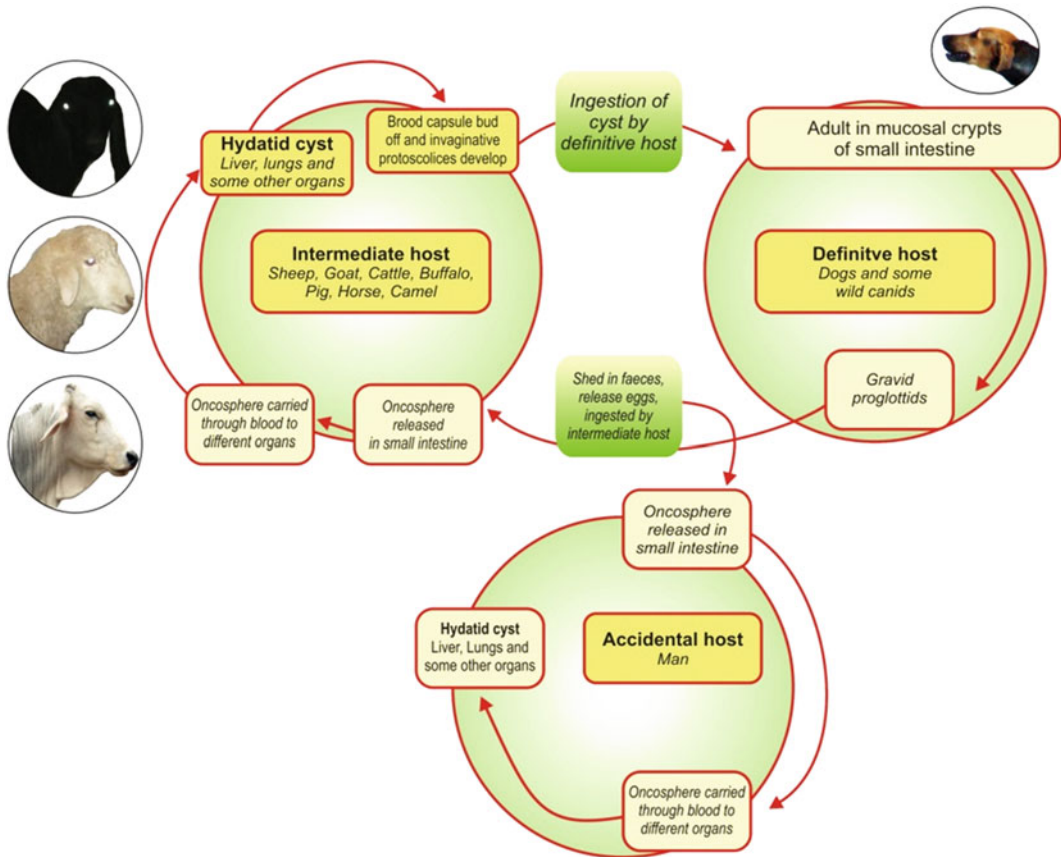 Hydatid cyst
Liver, lungs and
some other organs
Brood capsule bud
off and invaginative
protoscolices develop
Ingestion of
cyst by
definitive host
Adult in mucosal crypts
of small intestine
Intermediate host
Sheep, Goat, Cattle, Buffalo,
Pig, Horse, Camel
Definitve host
Dogs and some
wild canids
Oncosphere carried
through blood to
different organs
Oncosphere
released
in small intestine
Shed in faeces,
release eggs,
ingested by
intermediate host
Gravid
proglottids
Oncosphere
released in
small intestine
Hydatid cyst
Liver, Lungs and
some other organs
Accidental host
Man
Oncosphere carried
through blood to
different organs